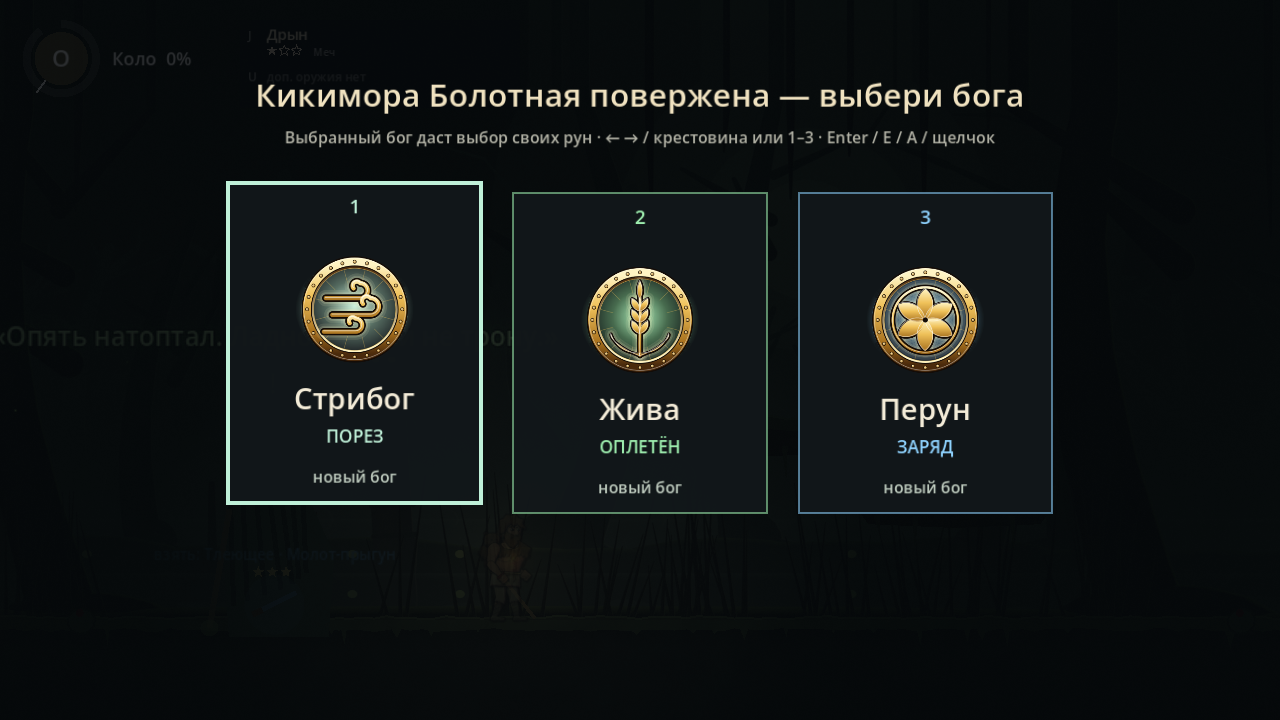 O
Коло 0%
J Дрын
★☆☆ Меч
U доп. оружия нет
Кикимора Болотная повержена — выбери бога
Выбранный бог даст выбор своих рун · ← → / крестовина или 1–3 · Enter / E / A / щелчок
1
Стрибог
ПОРЕЗ
новый бог
2
Жива
ОПЛЕТЁН
новый бог
3
Перун
ЗАРЯД
новый бог
«Опять натоптал.
★★★